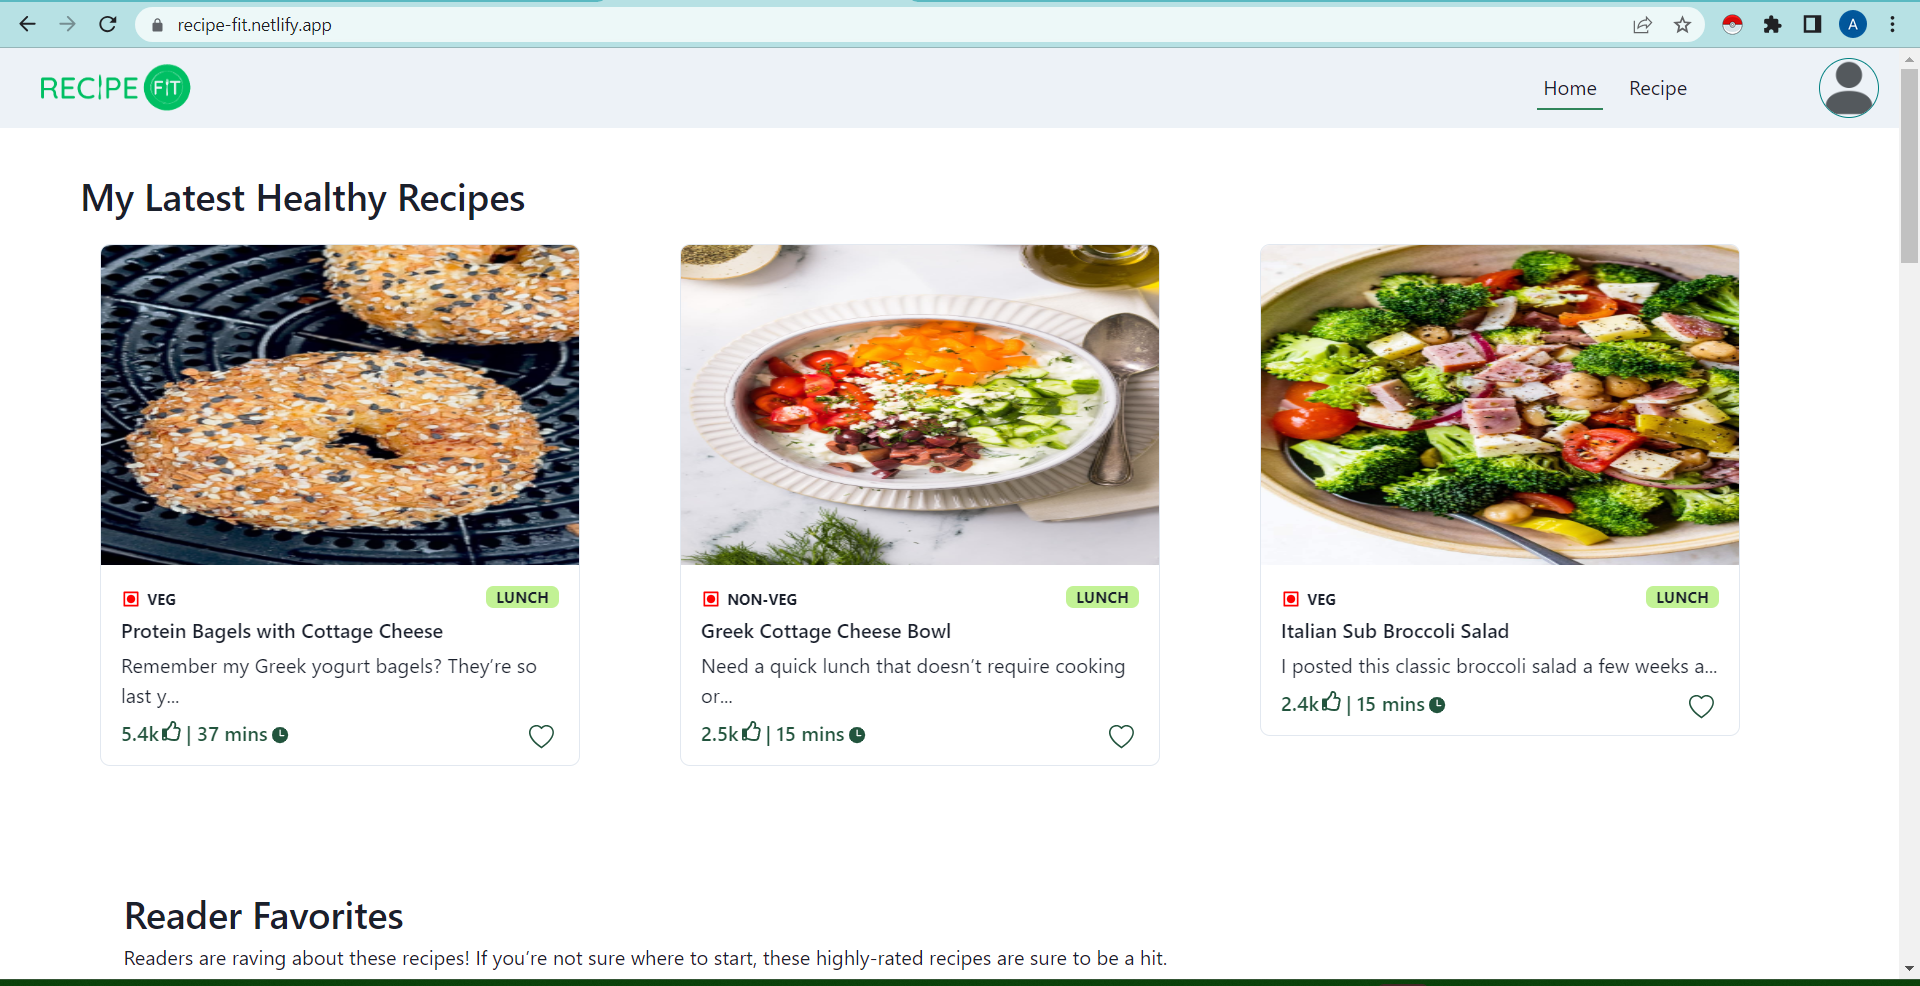 recipe-fit.netlify.app
A
RECIPE FIT
Home
Recipe
My Latest Healthy Recipes
VEG
LUNCH
Protein Bagels with Cottage Cheese
Remember my Greek yogurt bagels? They’re so
last y...
5.4k | 37 mins
NON-VEG
LUNCH
Greek Cottage Cheese Bowl
Need a quick lunch that doesn’t require cooking
or...
2.5k | 15 mins
VEG
LUNCH
Italian Sub Broccoli Salad
I posted this classic broccoli salad a few weeks a...
2.4k | 15 mins
Reader Favorites
Readers are raving about these recipes! If you’re not sure where to start, these highly-rated recipes are sure to be a hit.